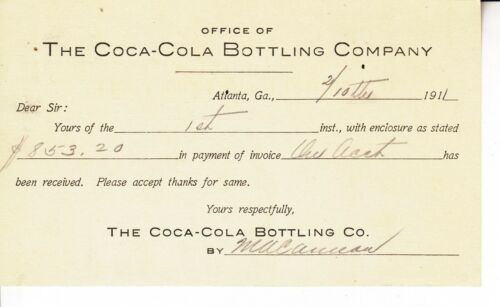 OFFICE OF
THE COCA-COLA BOTTLING COMPANY
Atlanta, Ga., 2/10th 1911
Dear Sir:
Yours of the 1st inst., with enclosure as stated
$853.20 in payment of invoice Acct has
been received. Please accept thanks for same.
Yours respectfully,
THE COCA-COLA BOTTLING CO.
BY